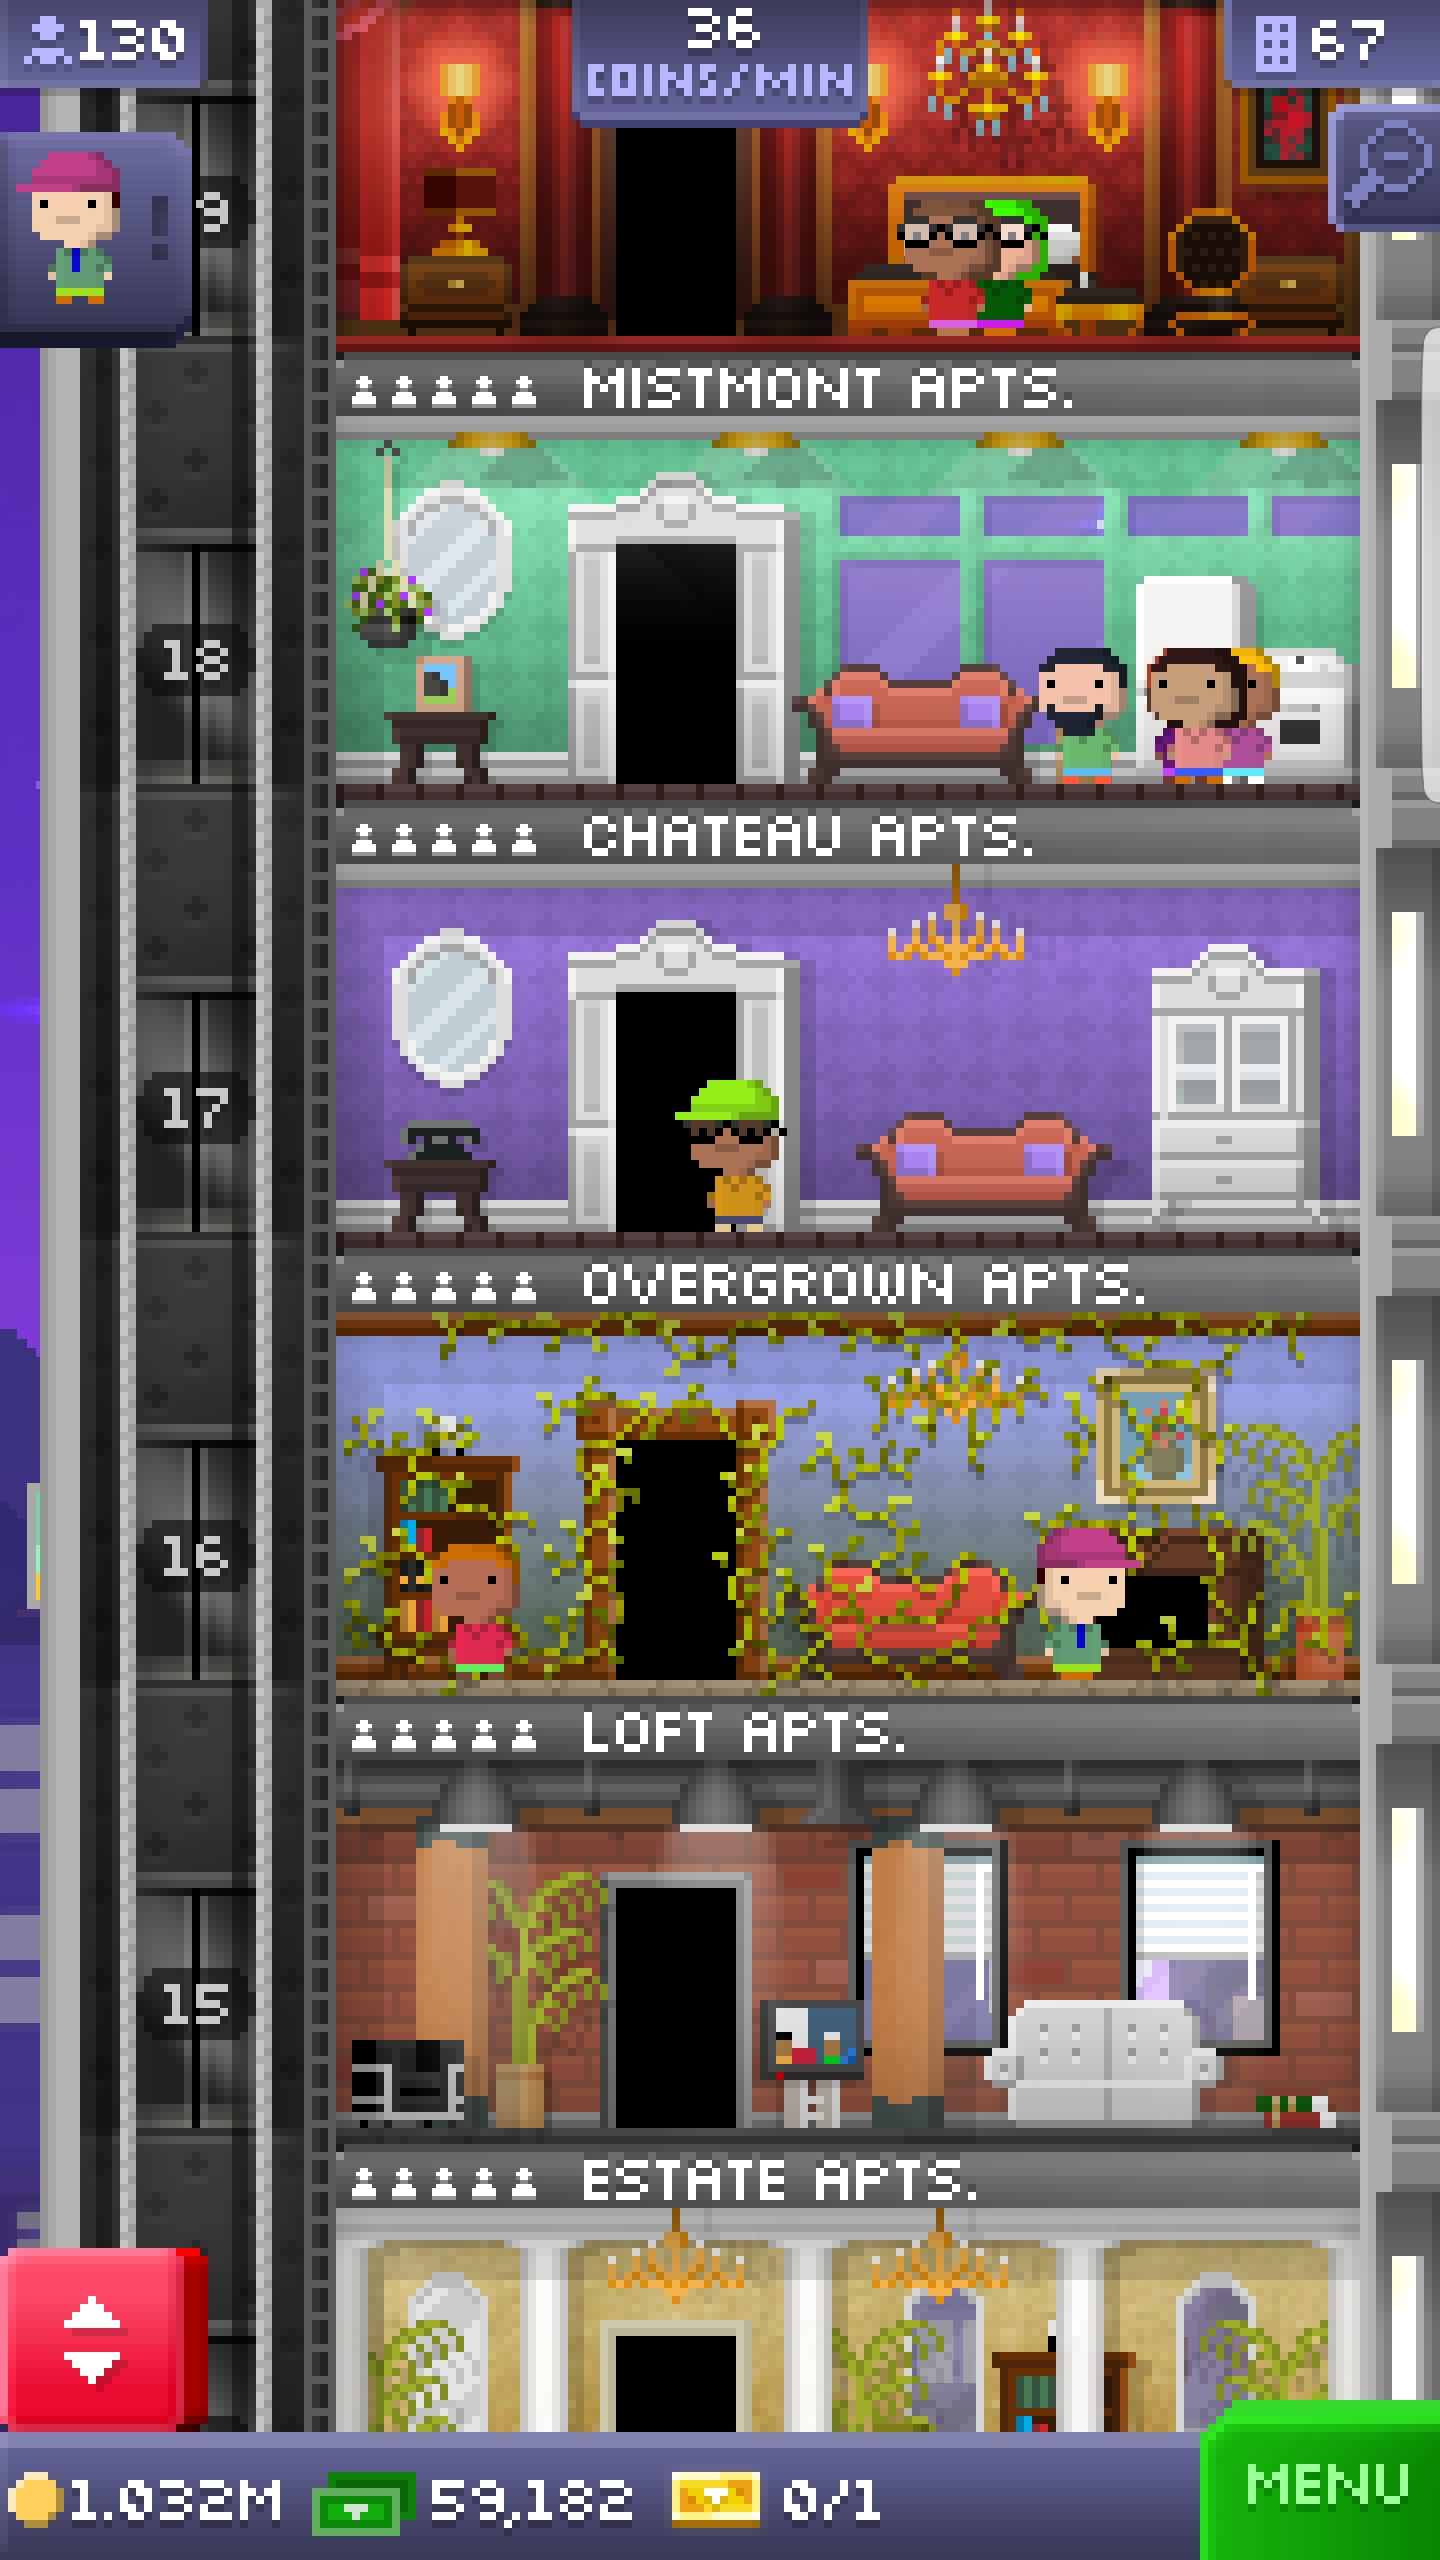 130
36
COINS/MIN
67
!
9
MISTMONT APTS.
18
CHATEAU APTS.
17
OVERGROWN APTS.
16
LOFT APTS.
15
ESTATE APTS.
1.032M
59,182
0/1
MENU